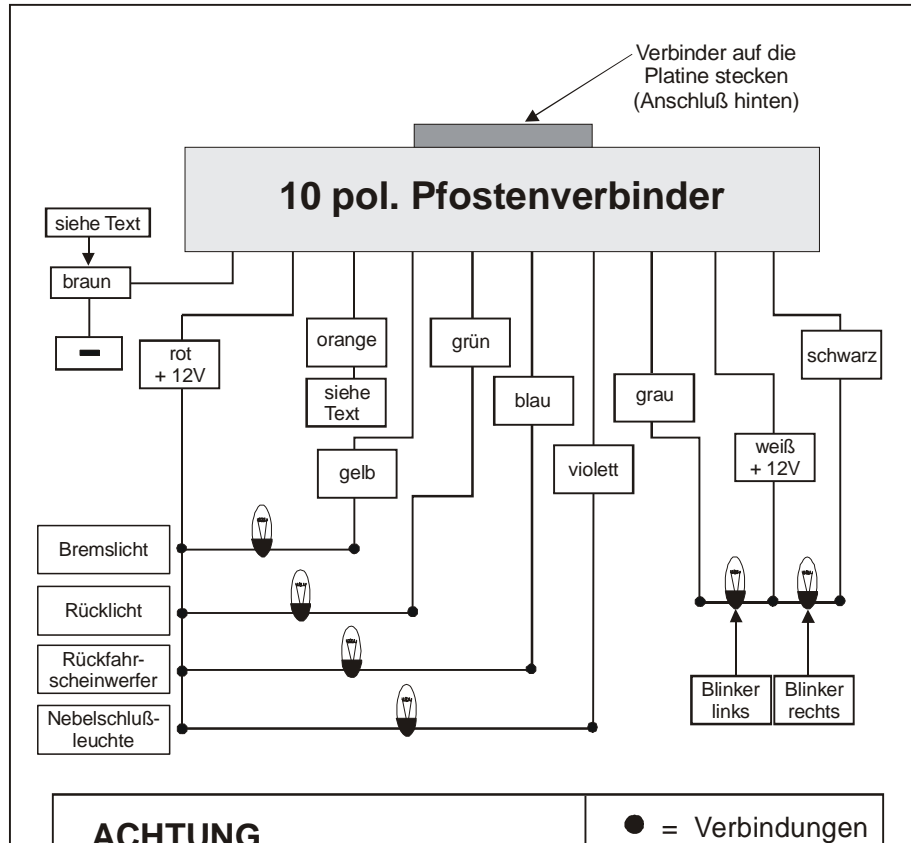 Verbinder auf die
Platine stecken
(Anschluß hinten)
10 pol. Pfostenverbinder
siehe Text
braun
-
rot
+ 12V
orange
siehe
Text
gelb
grün
blau
violett
grau
weiß
+ 12V
schwarz
Bremslicht
Rücklicht
Rückfahr-
scheinwerfer
Nebelschluß-
leuchte
Blinker
links
Blinker
rechts
ACHTUNG
= Verbindungen